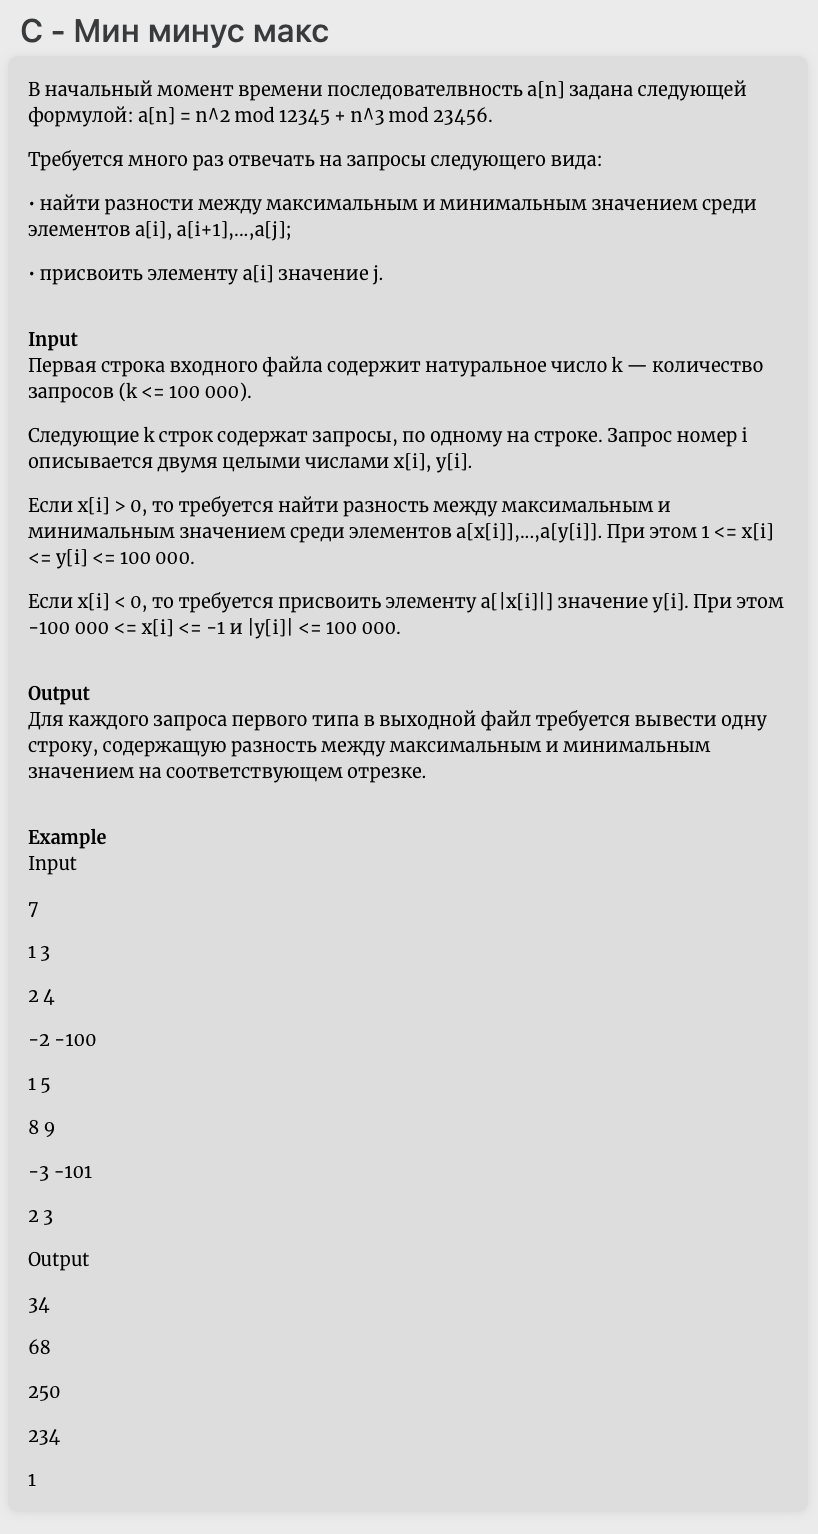 С - Мин минус макс
В начальный момент времени последователвность a[n] задана следующей
формулой: a[n] = n^2 mod 12345 + n^3 mod 23456.
Требуется много раз отвечать на запросы следующего вида:
• найти разности между максимальным и минимальным значением среди
элементов a[i], a[i+1],...,a[j];
• присвоить элементу a[i] значение j.
Input
Первая строка входного файла содержит натуральное число k — количество
запросов (k <= 100 000).
Следующие k строк содержат запросы, по одному на строке. Запрос номер i
описывается двумя целыми числами x[i], y[i].
Если x[i] > 0, то требуется найти разность между максимальным и
минимальным значением среди элементов a[x[i]],...,a[y[i]]. При этом 1 <= x[i]
<= y[i] <= 100 000.
Если x[i] < 0, то требуется присвоить элементу a[|x[i]|] значение y[i]. При этом
-100 000 <= x[i] <= -1 и |y[i]| <= 100 000.
Output
Для каждого запроса первого типа в выходной файл требуется вывести одну
строку, содержащую разность между максимальным и минимальным
значением на соответствующем отрезке.
Example
Input
7
1 3
2 4
-2 -100
1 5
8 9
-3 -101
2 3
Output
34
68
250
234
1